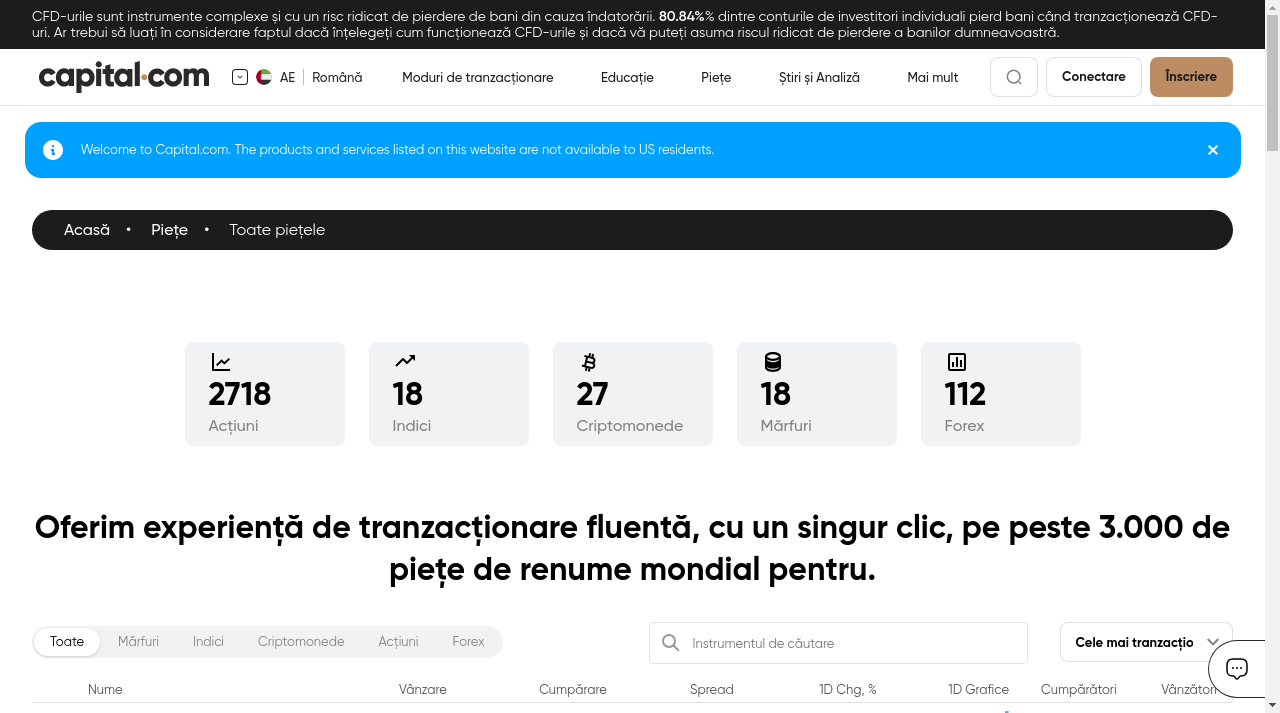 CFD-urile sunt instrumente complexe și cu un risc ridicat de pierdere de bani din cauza îndatorării. 80.84%% dintre conturile de investitori individuali pierd bani când tranzacționează CFD-
uri. Ar trebui să luați în considerare faptul dacă înțelegeți cum funcționează CFD-urile și dacă vă puteți asuma riscul ridicat de pierdere a banilor dumneavoastră.
capital.com AE Română Moduri de tranzacționare Educație Piețe Știri și Analiză Mai mult Conectare Înscriere
Welcome to Capital.com. The products and services listed on this website are not available to US residents.
Acasă • Piețe • Toate piețele
2718 18 27 18 112
Acțiuni Indici Criptomonede Mărfuri Forex
Oferim experiență de tranzacționare fluentă, cu un singur clic, pe peste 3.000 de
piețe de renume mondial pentru.
Toate Mărfuri Indici Criptomonede Acțiuni Forex Instrumentul de căutare Cele mai tranzacțio
Nume Vânzare Cumpărare Spread 1D Chg, % 1D Grafice Cumpărători Vânzători